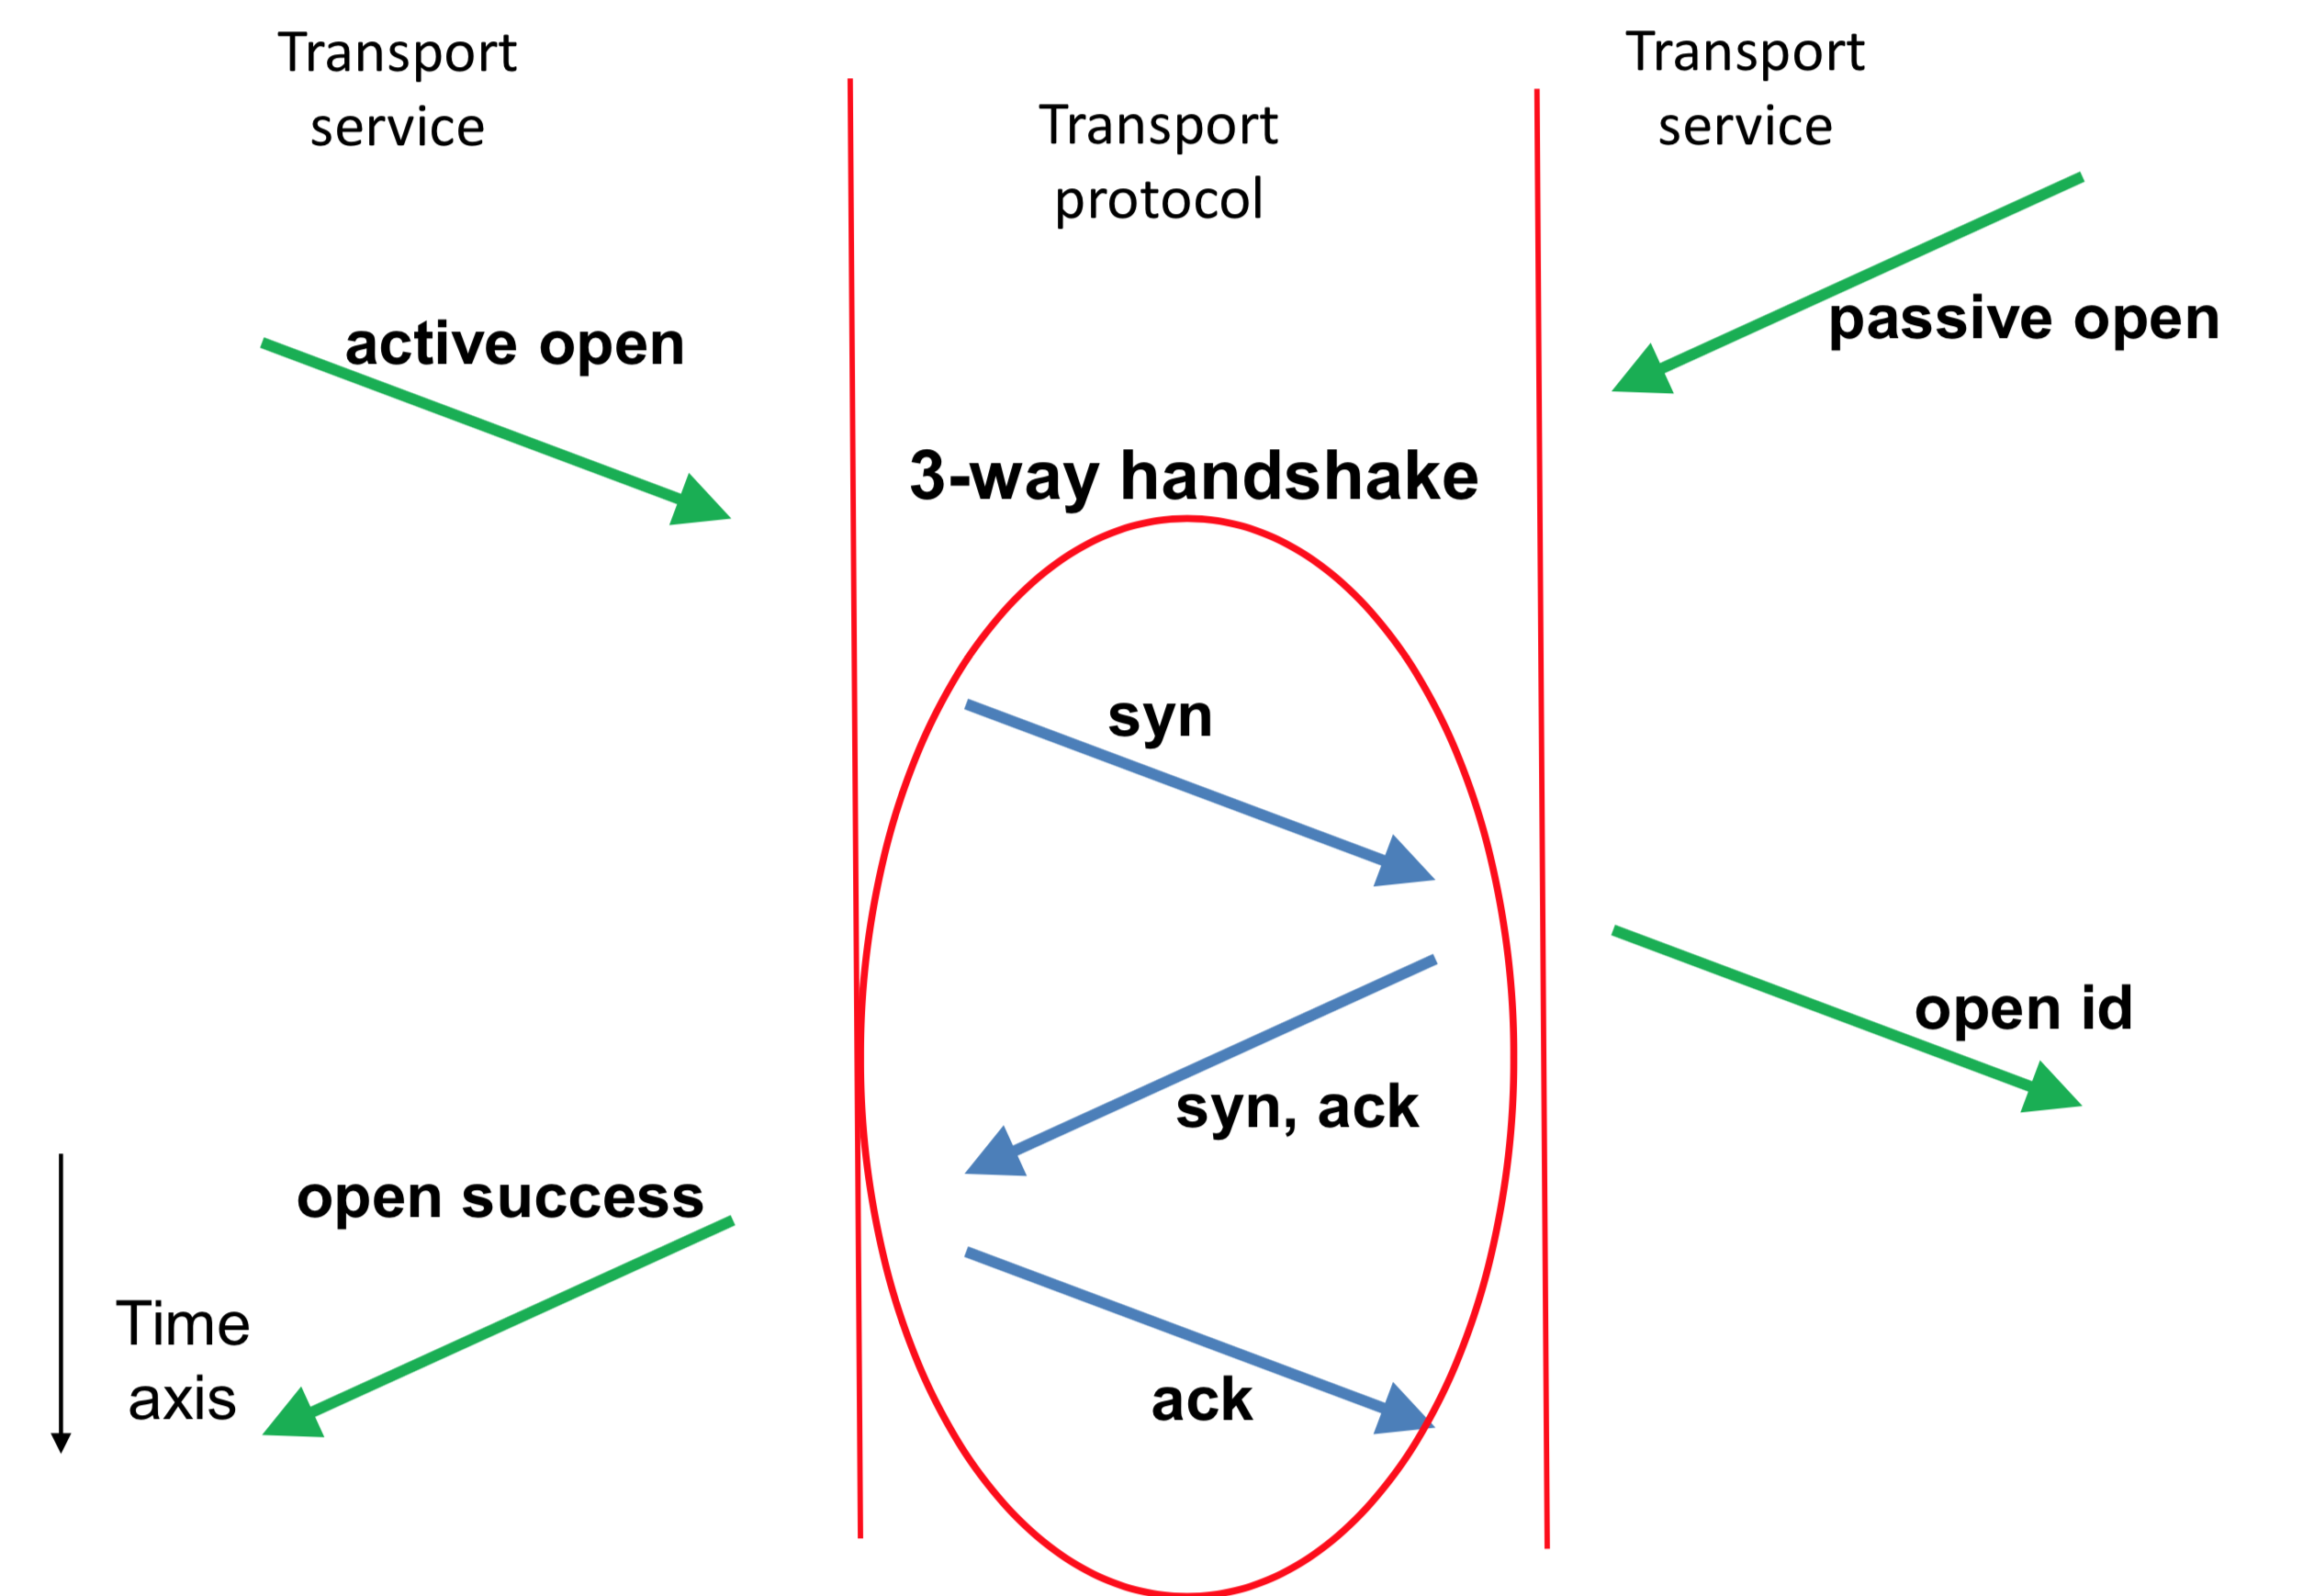 Transport
service
Transport
protocol
Transport
service
active open
passive open
3-way handshake
syn
open id
syn, ack
open success
Time
axis
ack